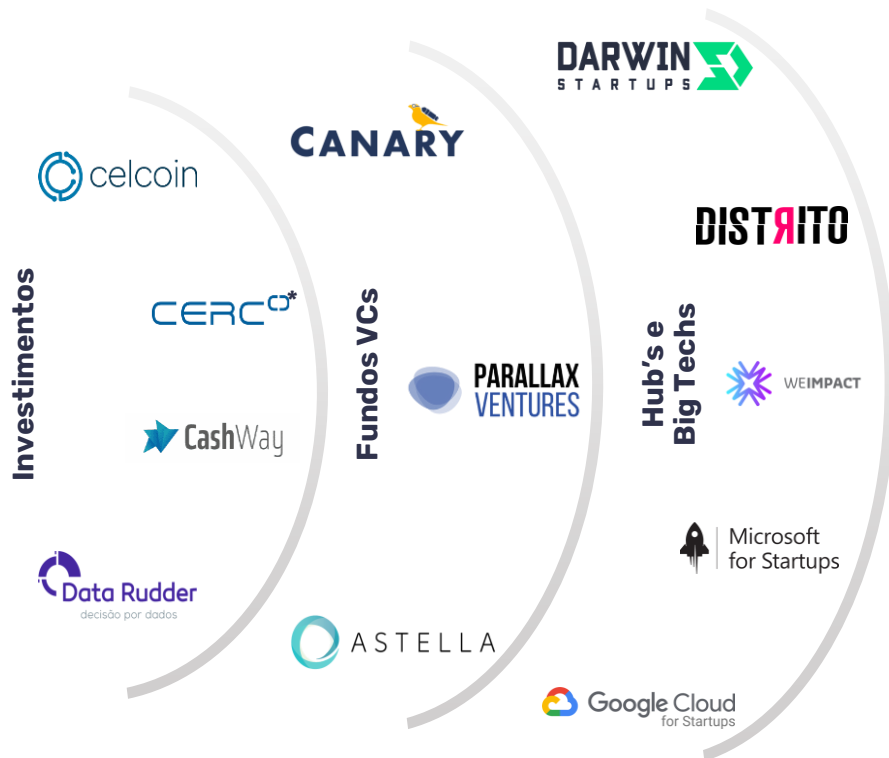 Investimentos
celcoin
CERC*
CashWay
Data Rudder
decisão por dados
Fundos VCs
CANARY
PARALLAX
VENTURES
ASTELLA
Hub's e
Big Techs
DARWIN
STARTUPS
DISTRITO
WEIMPACT
Microsoft
for Startups
Google Cloud
for Startups